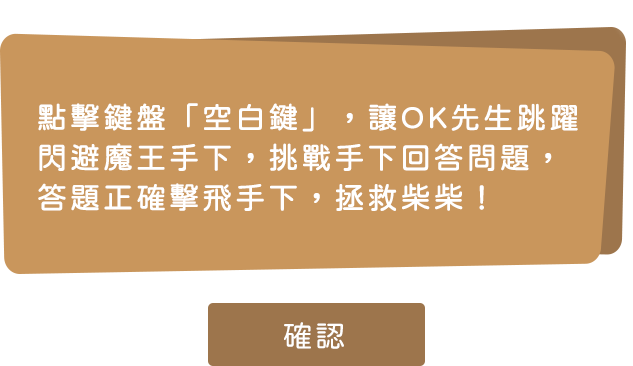 點擊鍵盤「空白鍵」，讓OK先生跳躍
閃避魔王手下，挑戰手下回答問題，
答題正確擊飛手下，拯救柴柴！
確認